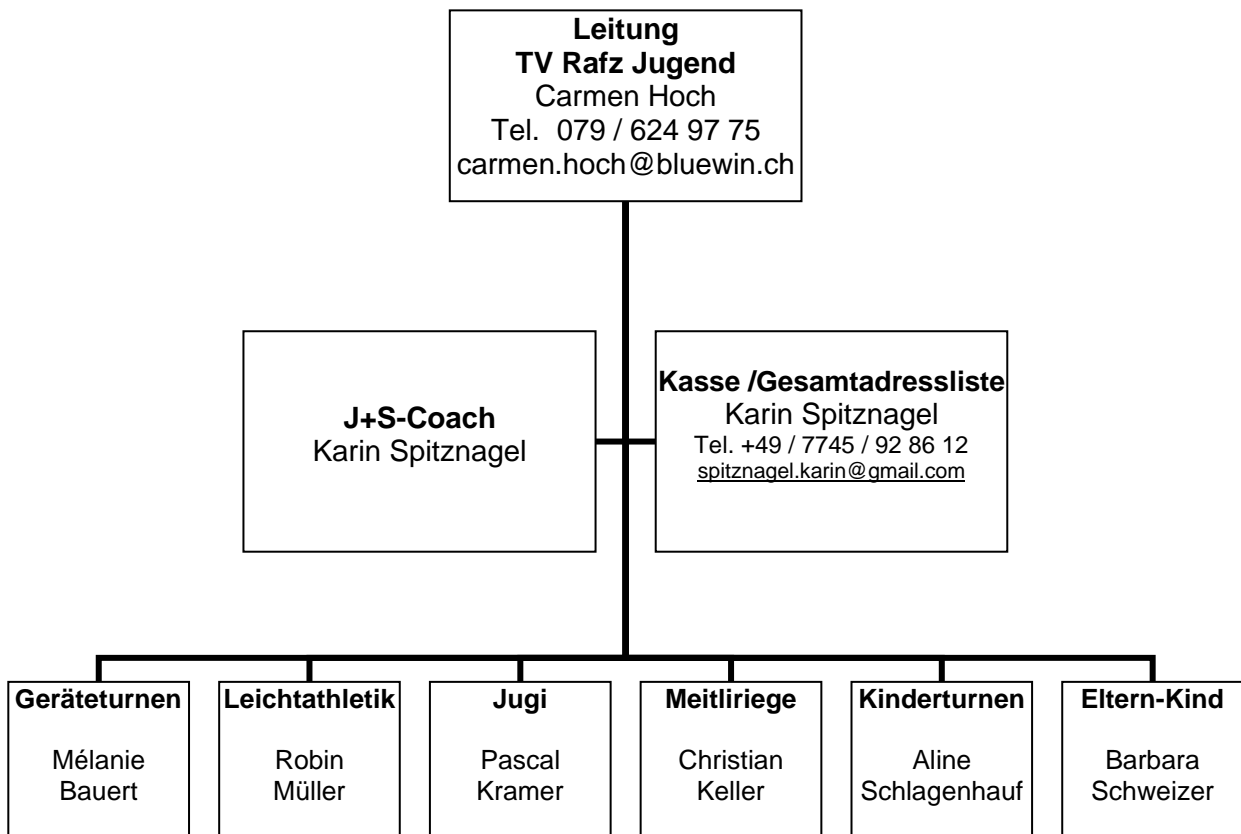 Leitung
TV Rafz Jugend
Carmen Hoch
Tel.  079 / 624 97 75
carmen.hoch@bluewin.ch
J+S-Coach
Karin Spitznagel
Kasse /Gesamtadressliste
Karin Spitznagel
Tel. +49 / 7745 / 92 86 12
spitznagel.karin@gmail.com
Geräteturnen
Mélanie
Bauert
Leichtathletik
Robin
Müller
Jugi
Pascal
Kramer
Meitliriege
Christian
Keller
Kinderturnen
Aline
Schlagenhauf
Eltern-Kind
Barbara
Schweizer